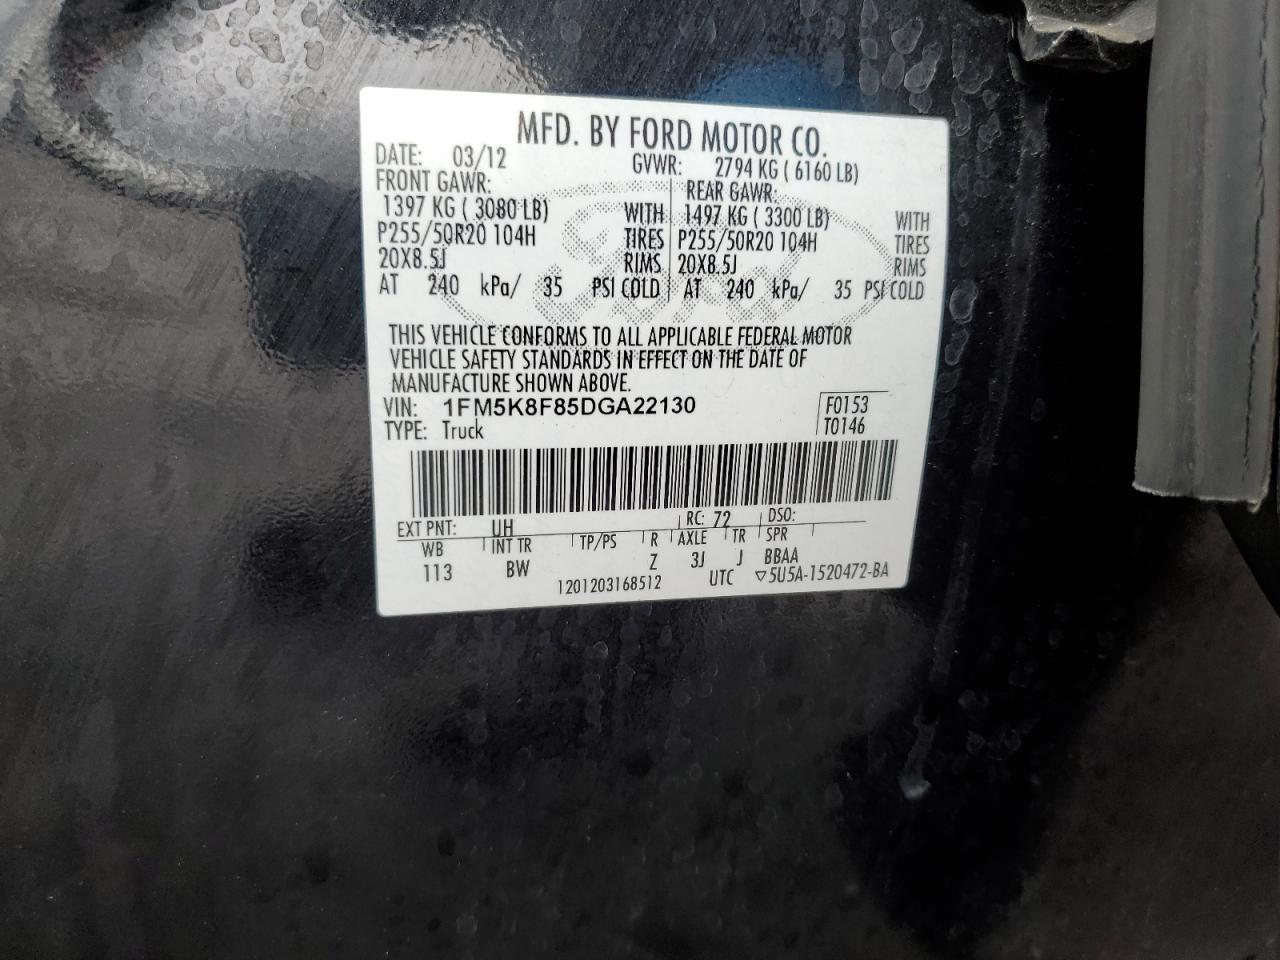 MFD. BY FORD MOTOR CO.
DATE: 03/12 GVWR: 2794 KG ( 6160 LB)
FRONT GAWR: REAR GAWR:
1397 KG ( 3080 LB) WITH 1497 KG ( 3300 LB) WITH
P255/50R20 104H TIRES P255/50R20 104H TIRES
20X8.5J RIMS 20X8.5J RIMS
AT 240 kPa/ 35 PSI COLD AT 240 kPa/ 35 PSI COLD
THIS VEHICLE CONFORMS TO ALL APPLICABLE FEDERAL MOTOR
VEHICLE SAFETY STANDARDS IN EFFECT ON THE DATE OF
MANUFACTURE SHOWN ABOVE.
VIN: 1FM5K8F85DGA22130 F0153
TYPE: Truck T0146
EXT PNT: UH RC: 72 DSO:
WB INT TR TP/PS R AXLE TR SPR
113 BW Z 3J J BBAA
1201203168512 UTC ▽5U5A-1520472-BA